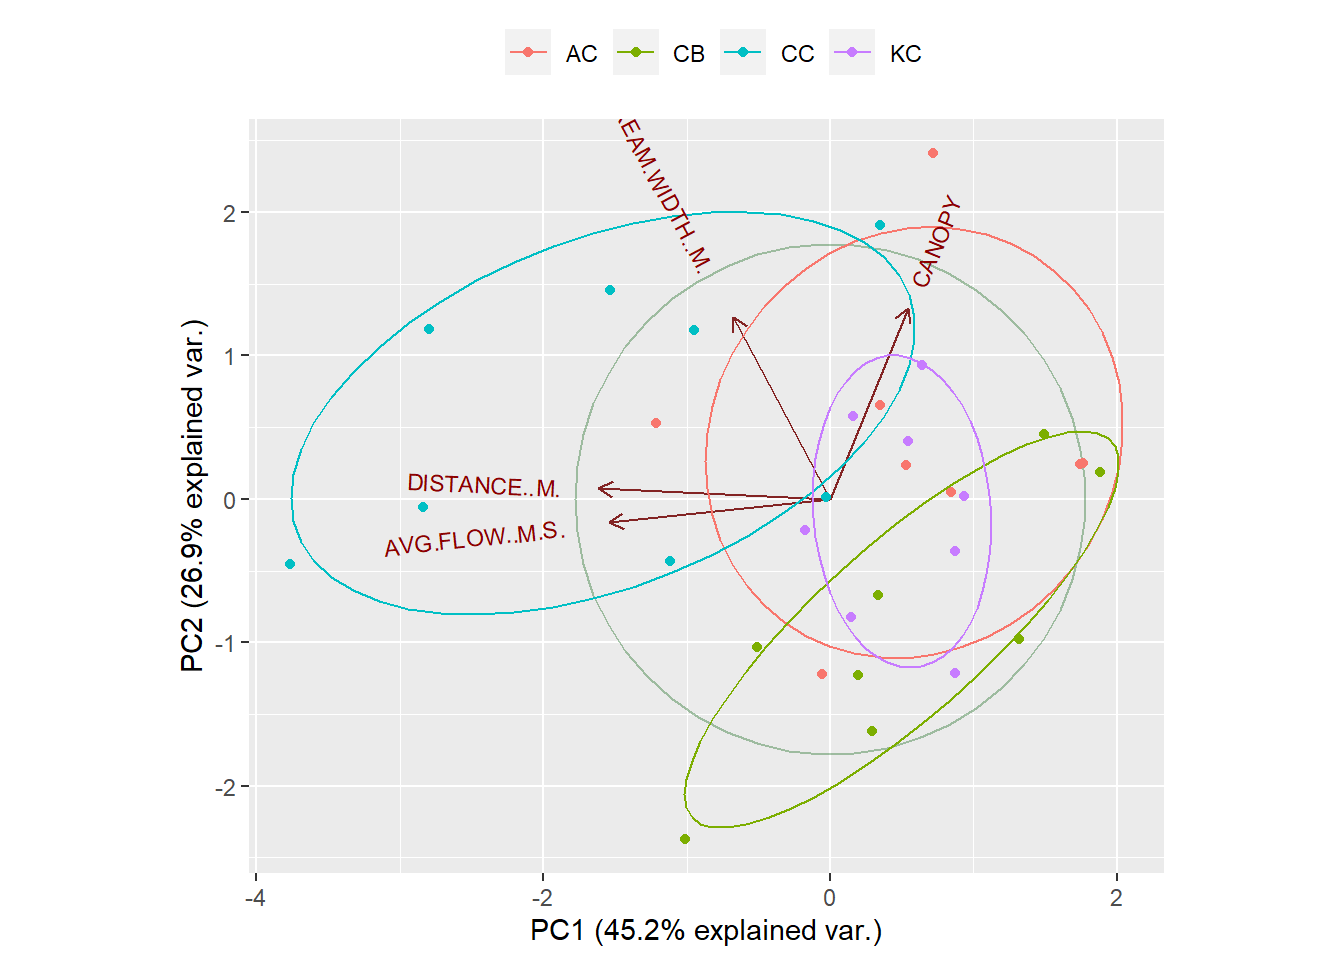 AC CB CC KC
EAM.WIDTH..M.
CANOPY
DISTANCE..M.
AVG.FLOW..M.S.
PC2 (26.9% explained var.)
2
1
0
-1
-2
-4 -2 0 2
PC1 (45.2% explained var.)